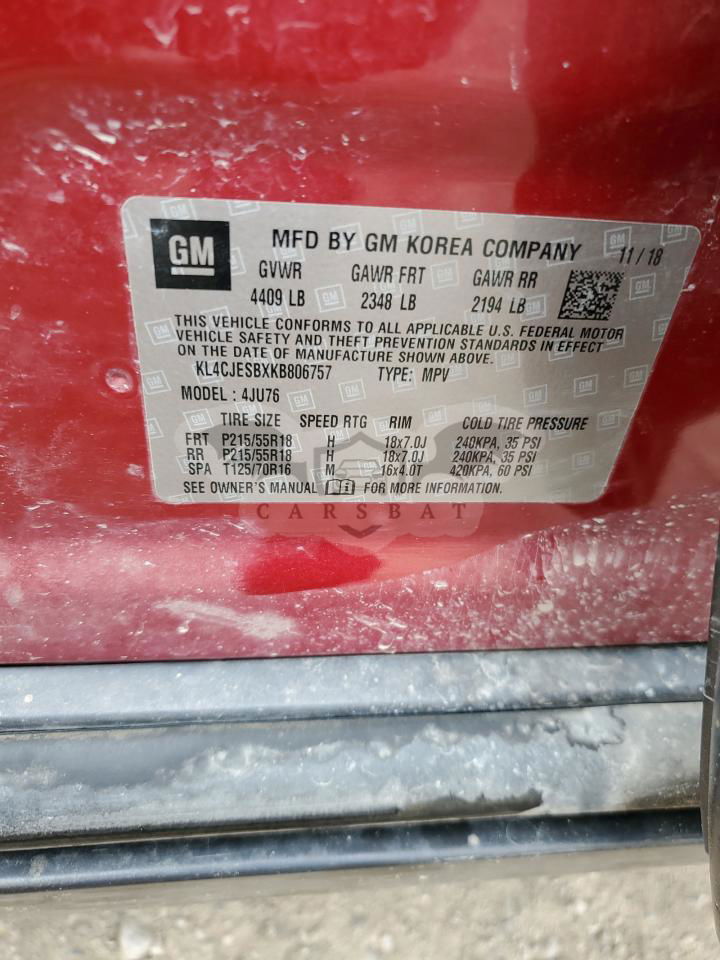 GM MFD BY GM KOREA COMPANY 11/18
GVWR GAWR FRT GAWR RR
4409 LB 2348 LB 2194 LB
THIS VEHICLE CONFORMS TO ALL APPLICABLE U.S. FEDERAL MOTOR
VEHICLE SAFETY AND THEFT PREVENTION STANDARDS IN EFFECT
ON THE DATE OF MANUFACTURE SHOWN ABOVE.
KL4CJESBXKB806757 TYPE: MPV
MODEL : 4JU76
TIRE SIZE SPEED RTG RIM COLD TIRE PRESSURE
FRT P215/55R18 H 18x7.0J 240KPA, 35 PSI
RR P215/55R18 H 18x7.0J 240KPA, 35 PSI
SPA T125/70R16 M 16x4.0T 420KPA, 60 PSI
SEE OWNER'S MANUAL FOR MORE INFORMATION.
CARSBAT